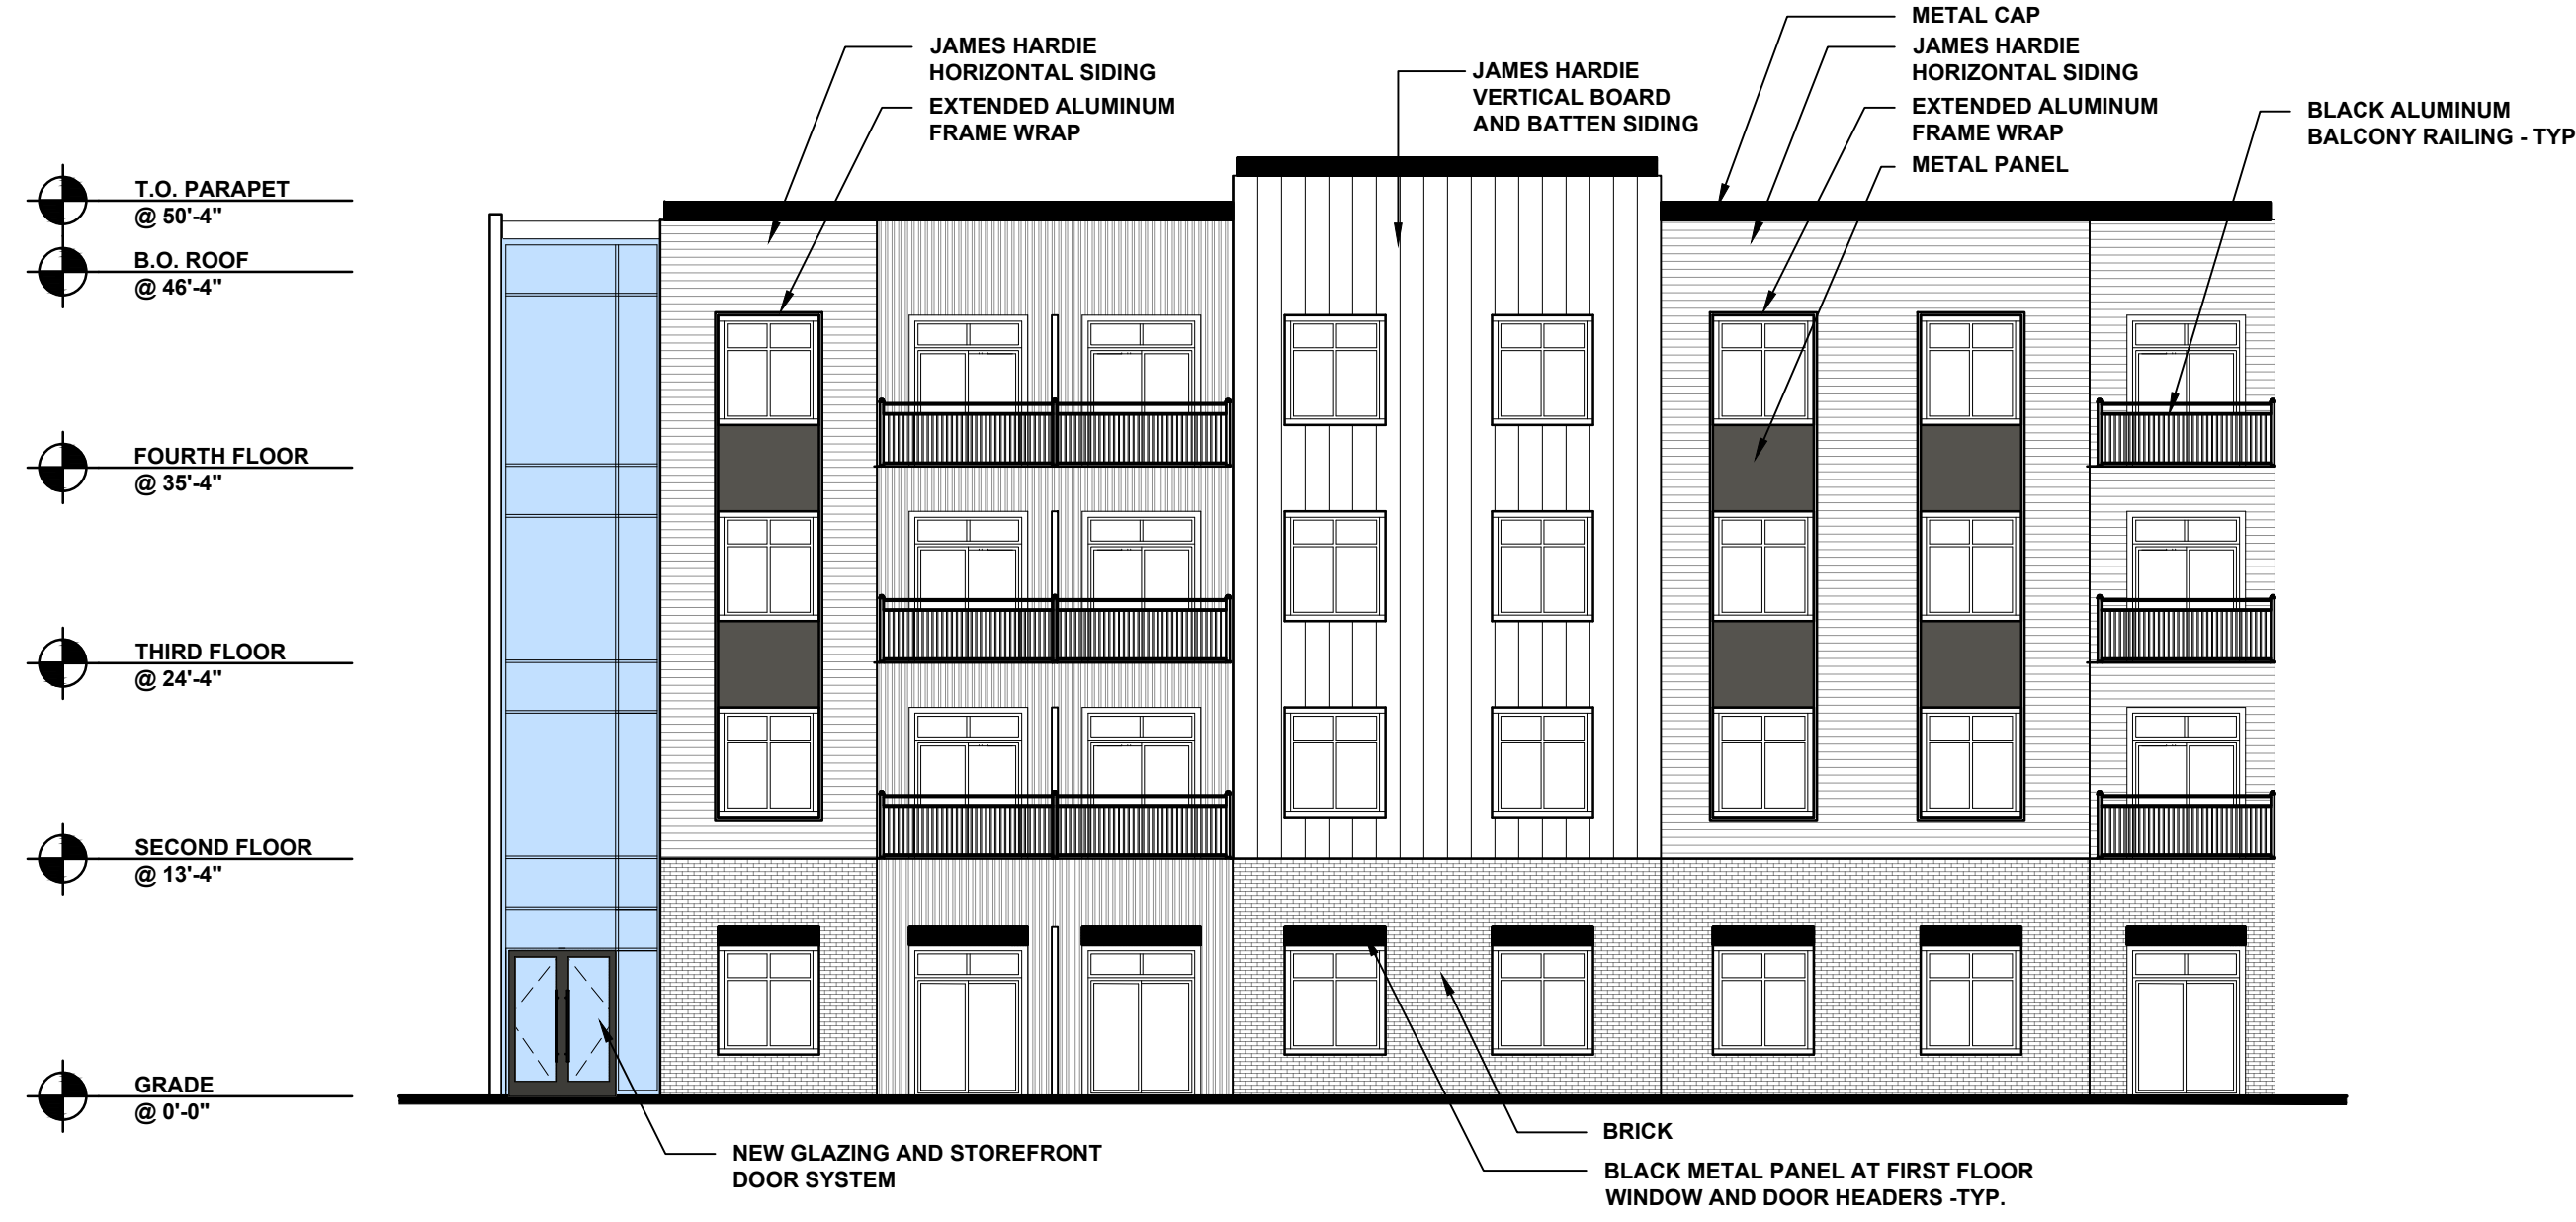 METAL CAP
JAMES HARDIE
HORIZONTAL SIDING
EXTENDED ALUMINUM
FRAME WRAP
JAMES HARDIE
VERTICAL BOARD
AND BATTEN SIDING
JAMES HARDIE
HORIZONTAL SIDING
EXTENDED ALUMINUM
FRAME WRAP
METAL PANEL
BLACK ALUMINUM
BALCONY RAILING - TYP
T.O. PARAPET
@ 50'-4"
B.O. ROOF
@ 46'-4"
FOURTH FLOOR
@ 35'-4"
THIRD FLOOR
@ 24'-4"
SECOND FLOOR
@ 13'-4"
GRADE
@ 0'-0"
NEW GLAZING AND STOREFRONT
DOOR SYSTEM
BRICK
BLACK METAL PANEL AT FIRST FLOOR
WINDOW AND DOOR HEADERS -TYP.